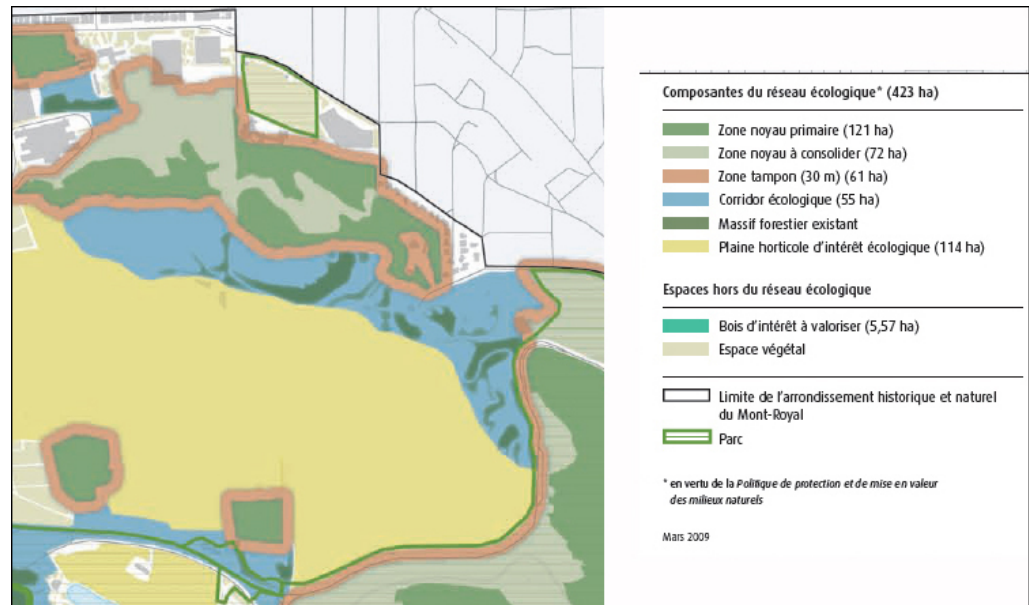 Composantes du réseau écologique* (423 ha)
Zone noyau primaire (121 ha)
Zone noyau à consolider (72 ha)
Zone tampon (30 m) (61 ha)
Corridor écologique (55 ha)
Massif forestier existant
Plaine horticole d'intérêt écologique (114 ha)
Espaces hors du réseau écologique
Bois d'intérêt à valoriser (5,57 ha)
Espace végétal
Limite de l'arrondissement historique et naturel
du Mont-Royal
Parc
* en vertu de la Politique de protection et de mise en valeur
des milieux naturels
Mars 2009